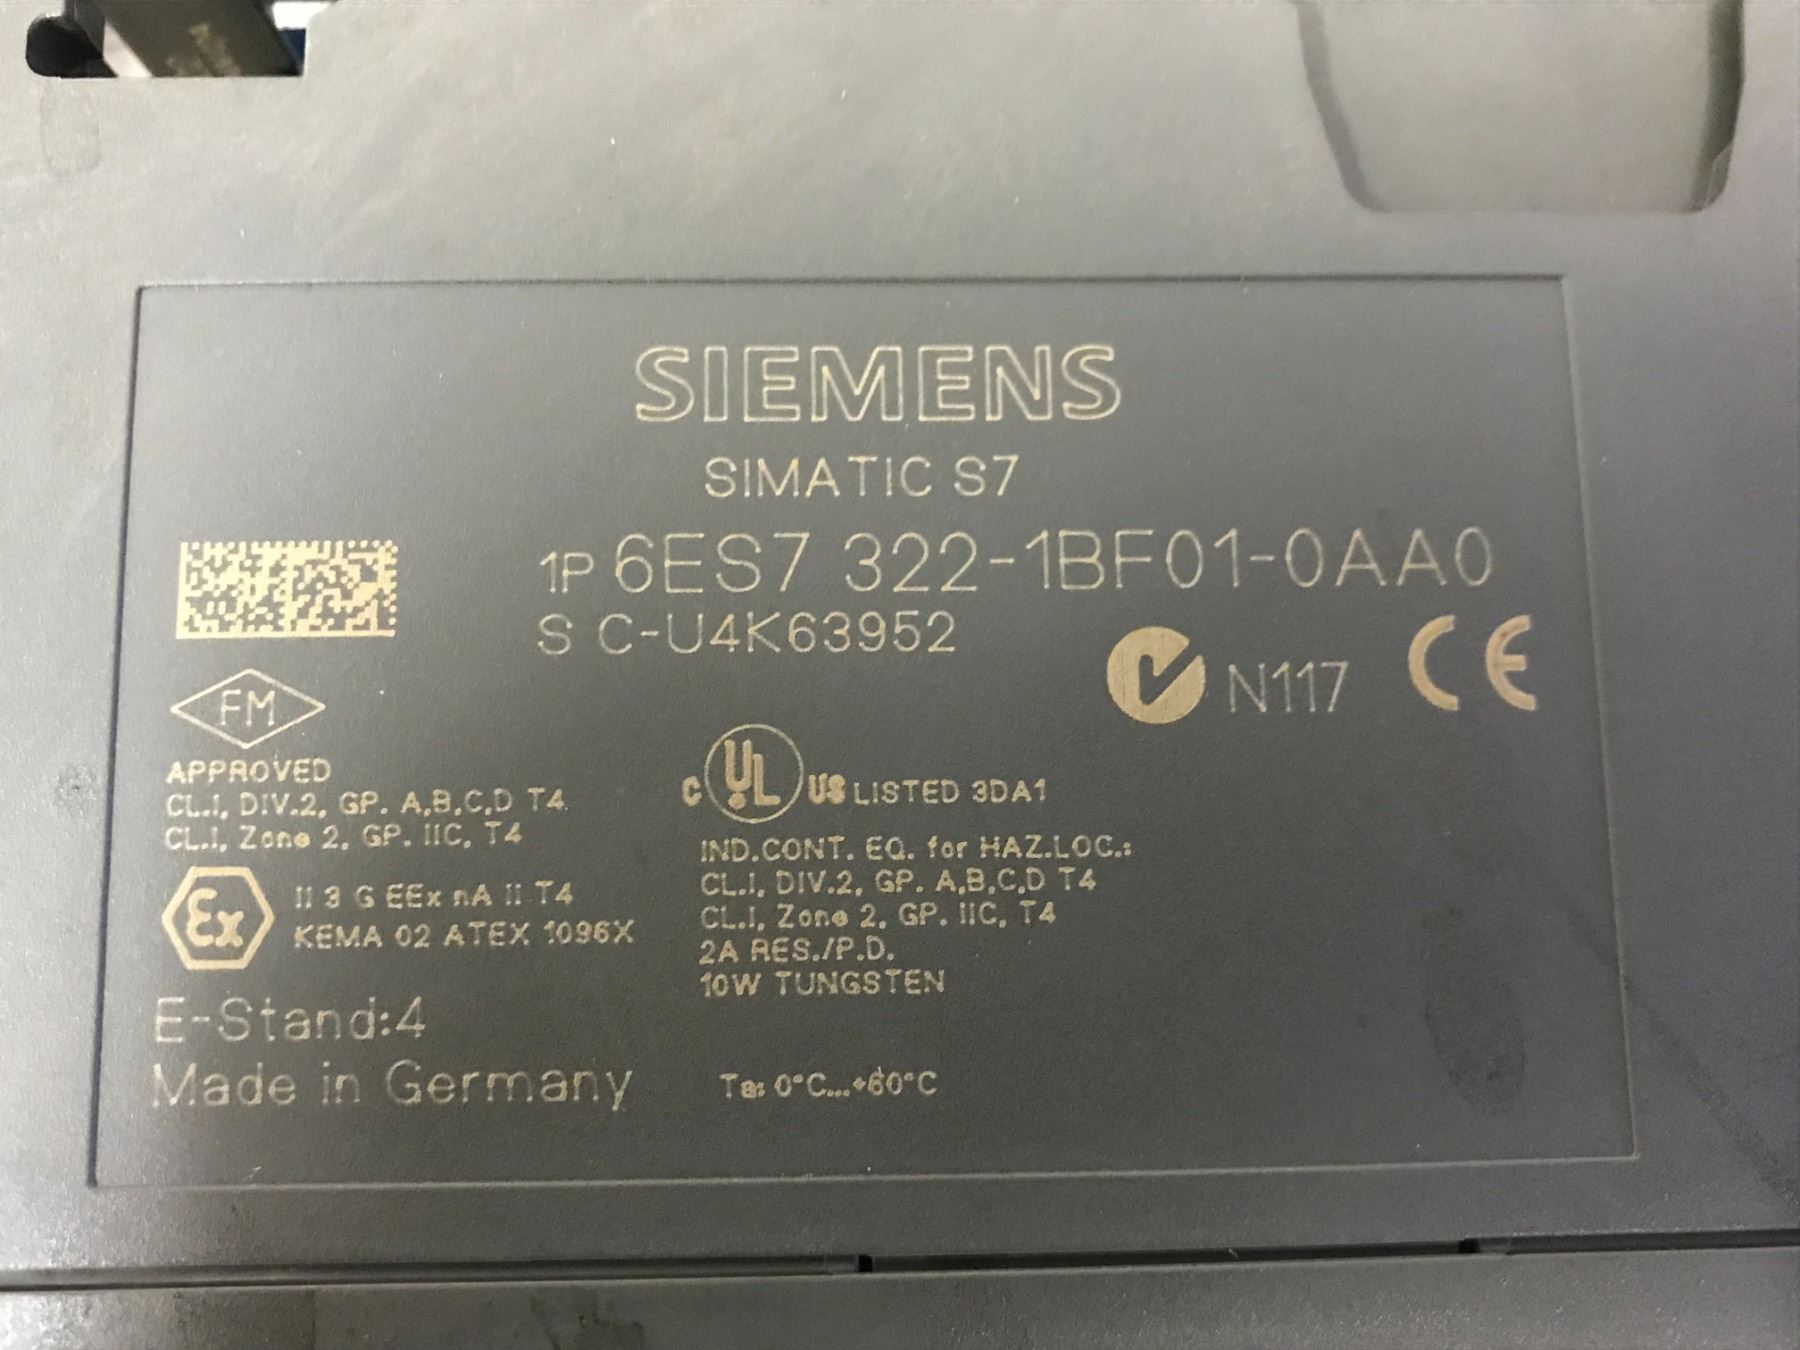 SIEMENS
SIMATIC S7
1P 6ES7 322-1BF01-0AA0
S C-U4K63952
N117 CE
FM
APPROVED
CL.I, DIV.2, GP. A,B,C,D T4
CL.I, Zone 2, GP. IIC, T4
Ex
II 3 G EEx nA II T4
KEMA 02 ATEX 1096X
C UL US LISTED 3DA1
IND.CONT. EQ. for HAZ.LOC.:
CL.I, DIV.2, GP. A,B,C,D T4
CL.I, Zone 2, GP. IIC, T4
2A RES./P.D.
10W TUNGSTEN
E-Stand:4
Made in Germany
Ta: 0°C...+60°C